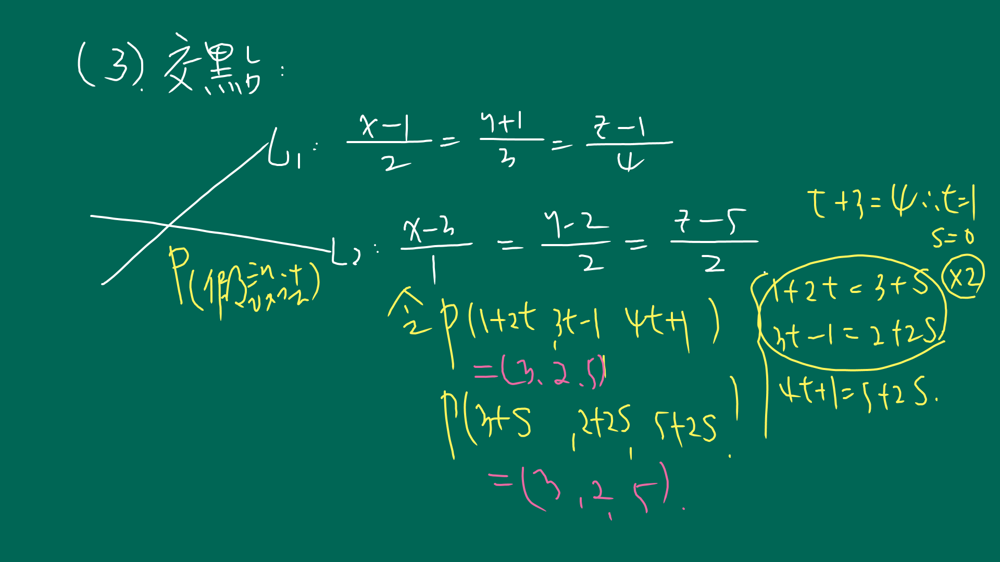 (3). 交點:
L₁: (x-1)/2 = (y+1)/3 = (z-1)/4
L₂: (x-3)/1 = (y-2)/2 = (z-5)/2
P
令 P(1+2t, 3t-1, 4t+1)
=(3, 2, 5)
P(3+s, 2+2s, 5+2s).
=(3, 2, 5).
t+3=4 ∴ t=1
s=0
1+2t=3+s ×2
3t-1=2+2s
4t+1=5+2s.